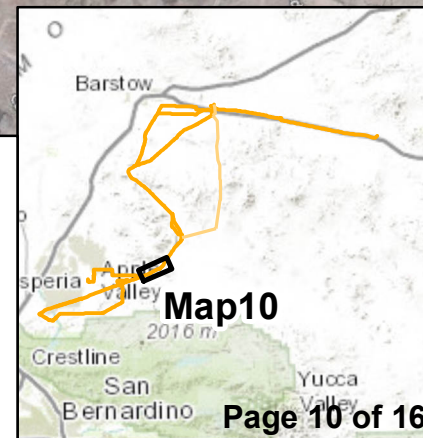 M O
Barstow
speria
Apple
Valley
Map10
2016 m
Crestline
San
Bernardino
Yucca
Valley
Page 10 of 16